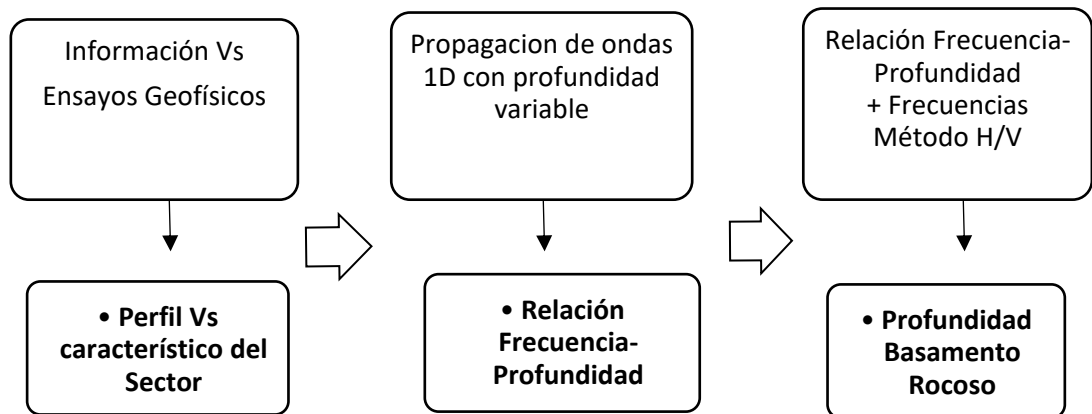 Información Vs
Ensayos Geofísicos
Propagacion de ondas
1D con profundidad
variable
Relación Frecuencia-
Profundidad
+ Frecuencias
Método H/V
• Perfil Vs
característico del
Sector
• Relación
Frecuencia-
Profundidad
• Profundidad
Basamento
Rocoso